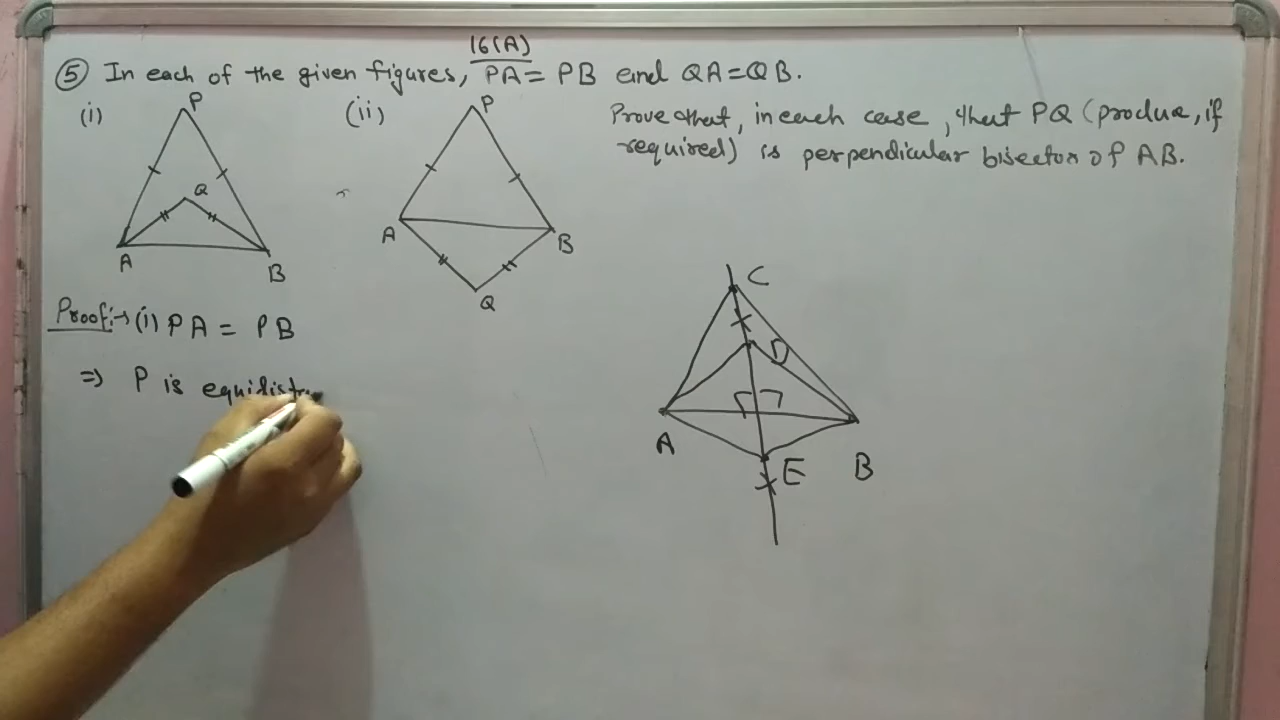 16(A)
⑤ In each of the given figures, PA = PB and QA = QB.
(i)
(ii)
Prove that, in each case, that PQ (produce, if
required) is perpendicular bisector of AB.
P
Q
A
B
P
A
B
Q
C
D
A
E
B
Proof:→ (i) PA = PB
⇒ P is equidist